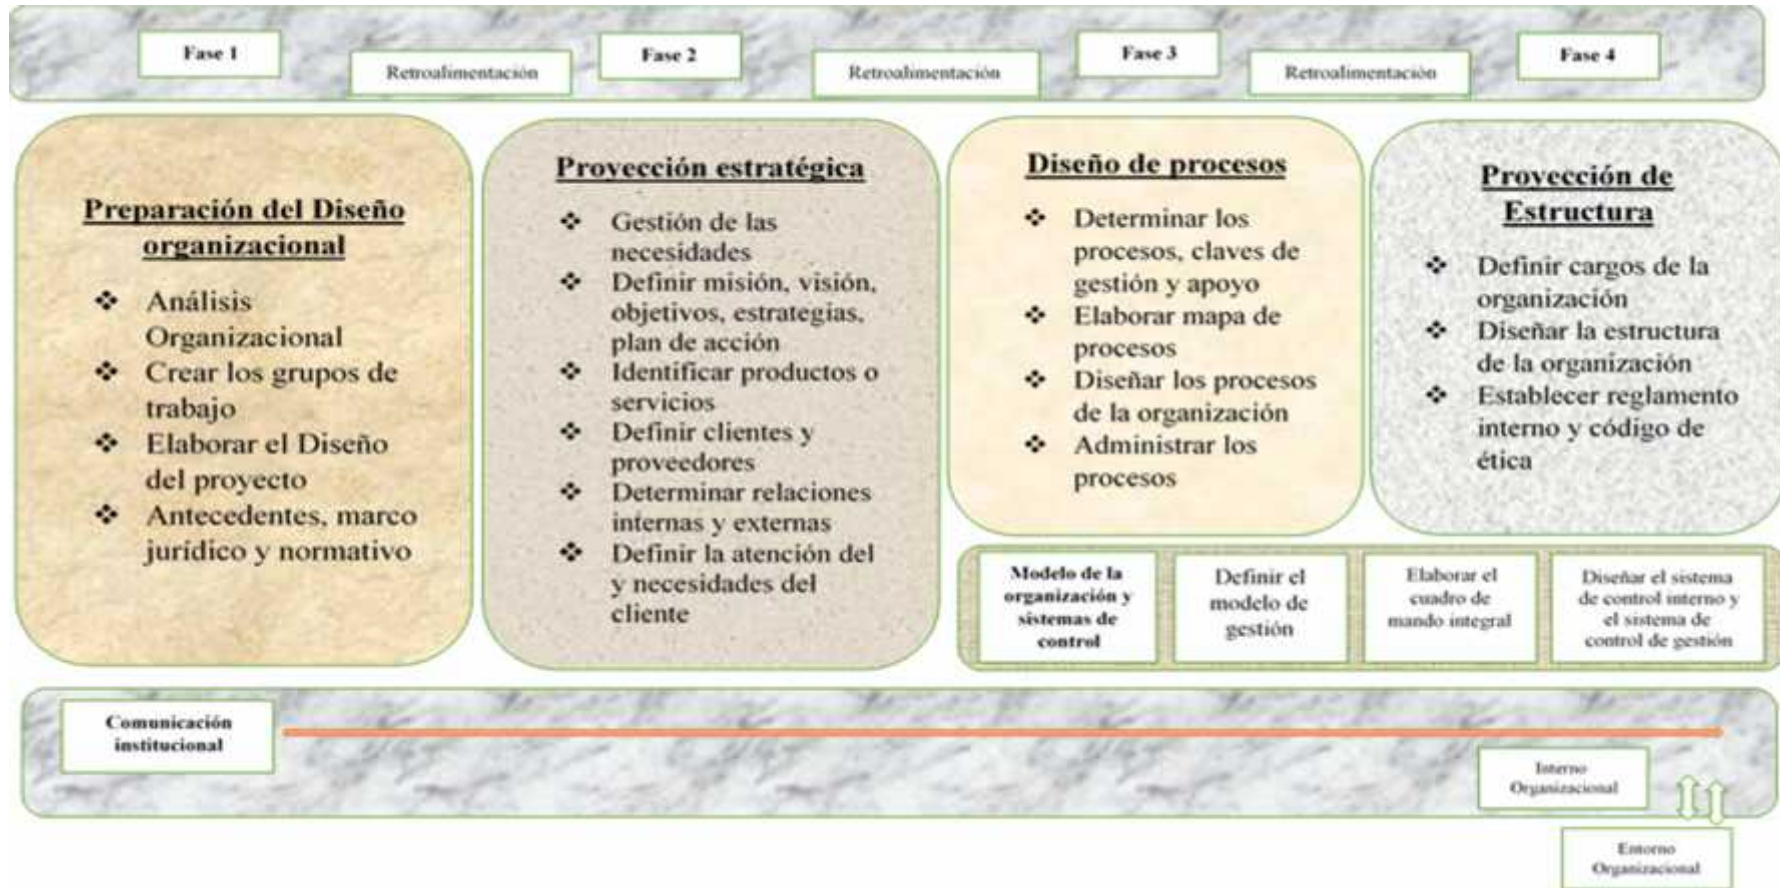 Fase 1
Retroalimentación
Fase 2
Retroalimentación
Fase 3
Retroalimentación
Fase 4
Preparación del Diseño
organizacional
❖ Análisis
Organizacional
❖ Crear los grupos de
trabajo
❖ Elaborar el Diseño
del proyecto
❖ Antecedentes, marco
jurídico y normativo
Proyección estratégica
❖ Gestión de las
necesidades
❖ Definir misión, visión,
objetivos, estrategias,
plan de acción
❖ Identificar productos o
servicios
❖ Definir clientes y
proveedores
❖ Determinar relaciones
internas y externas
❖ Definir la atención del
y necesidades del
cliente
Diseño de procesos
❖ Determinar los
procesos, claves de
gestión y apoyo
❖ Elaborar mapa de
procesos
❖ Diseñar los procesos
de la organización
❖ Administrar los
procesos
Proyección de
Estructura
❖ Definir cargos de la
organización
❖ Diseñar la estructura
de la organización
❖ Establecer reglamento
interno y código de
ética
Modelo de la
organización y
sistemas de
control
Definir el
modelo de
gestión
Elaborar el
cuadro de
mando integral
Diseñar el sistema
de control interno y
el sistema de
control de gestión
Comunicación
institucional
Interno
Organizacional
Entorno
Organizacional